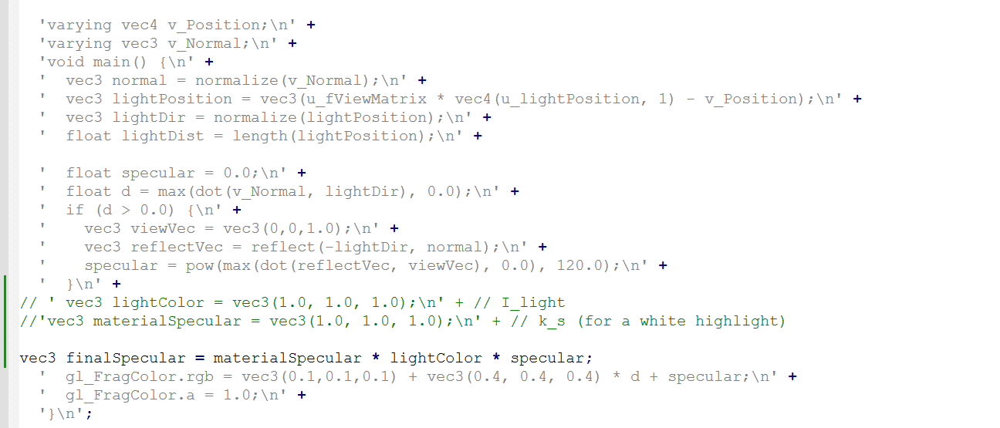 'varying vec4 v_Position;\n' +
'varying vec3 v_Normal;\n' +
'void main() {\n' +
'  vec3 normal = normalize(v_Normal);\n' +
'  vec3 lightPosition = vec3(u_fViewMatrix * vec4(u_lightPosition, 1) - v_Position);\n' +
'  vec3 lightDir = normalize(lightPosition);\n' +
'  float lightDist = length(lightPosition);\n' +
'  float specular = 0.0;\n' +
'  float d = max(dot(v_Normal, lightDir), 0.0);\n' +
'  if (d > 0.0) {\n' +
'    vec3 viewVec = vec3(0,0,1.0);\n' +
'    vec3 reflectVec = reflect(-lightDir, normal);\n' +
'    specular = pow(max(dot(reflectVec, viewVec), 0.0), 120.0);\n' +
'  }\n' +
// ' vec3 lightColor = vec3(1.0, 1.0, 1.0);\n' + // I_light
//'vec3 materialSpecular = vec3(1.0, 1.0, 1.0);\n' + // k_s (for a white highlight)
vec3 finalSpecular = materialSpecular * lightColor * specular;
'  gl_FragColor.rgb = vec3(0.1,0.1,0.1) + vec3(0.4, 0.4, 0.4) * d + specular;\n' +
'  gl_FragColor.a = 1.0;\n' +
'}\n';